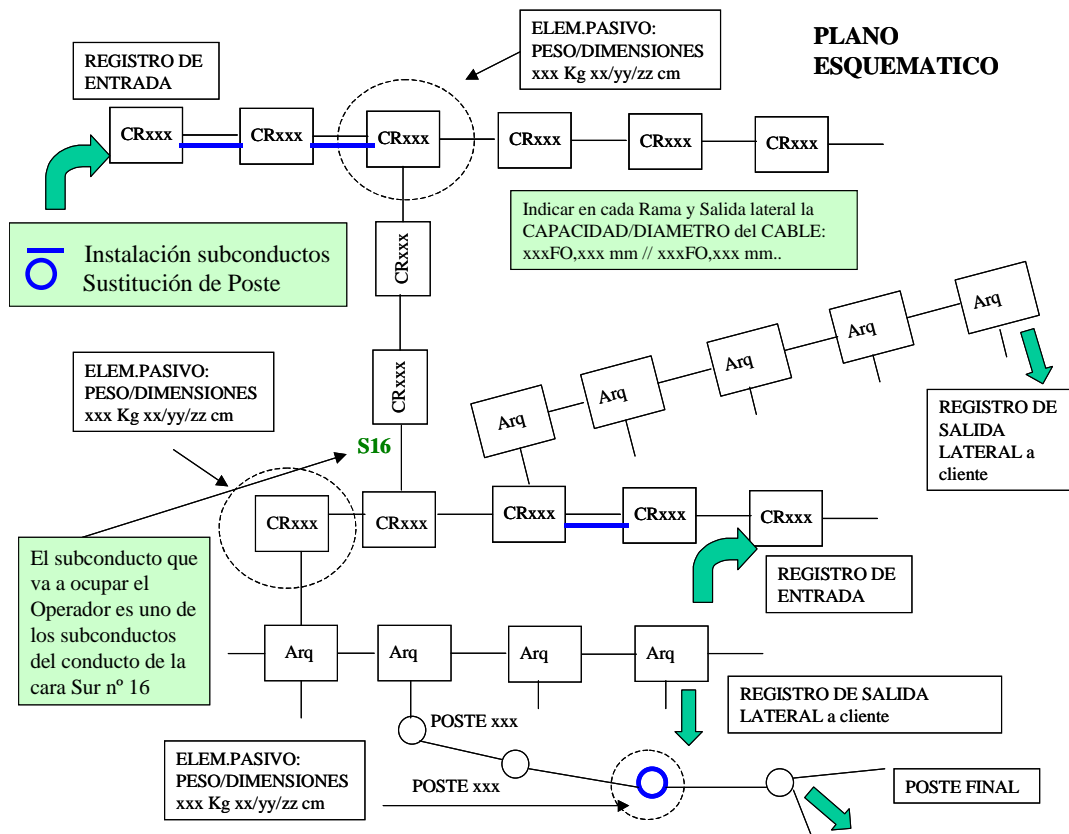 ELEM.PASIVO:
PESO/DIMENSIONES
xxx Kg xx/yy/zz cm
PLANO
ESQUEMATICO
REGISTRO DE
ENTRADA
CRxxx
CRxxx
CRxxx
CRxxx
CRxxx
CRxxx
Instalación subconductos
Sustitución de Poste
Indicar en cada Rama y Salida lateral la
CAPACIDAD/DIAMETRO del CABLE:
xxxFO,xxx mm // xxxFO,xxx mm..
CRxxx
CRxxx
ELEM.PASIVO:
PESO/DIMENSIONES
xxx Kg xx/yy/zz cm
S16
Arq
Arq
Arq
Arq
Arq
REGISTRO DE
SALIDA
LATERAL a
cliente
CRxxx
CRxxx
CRxxx
CRxxx
CRxxx
El subconducto que
va a ocupar el
Operador es uno de
los subconductos
del conducto de la
cara Sur nº 16
REGISTRO DE
ENTRADA
Arq
Arq
Arq
Arq
REGISTRO DE SALIDA
LATERAL a cliente
POSTE xxx
ELEM.PASIVO:
PESO/DIMENSIONES
xxx Kg xx/yy/zz cm
POSTE xxx
POSTE FINAL